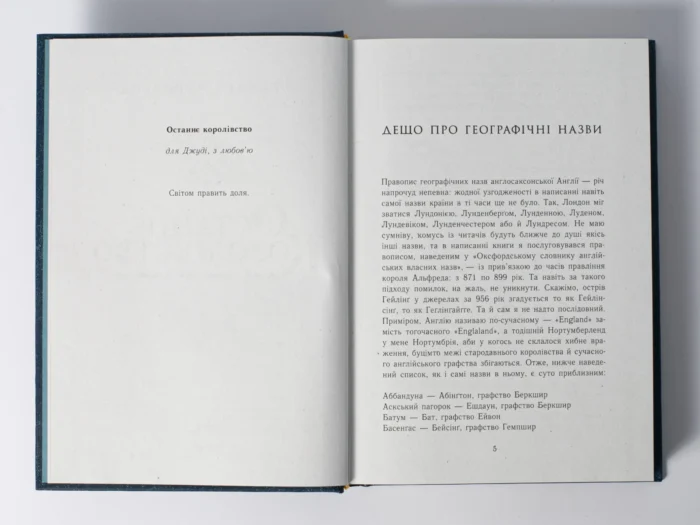 Останнє королівство
для Джуді, з любов'ю
Світом править доля.
ДЕЩО ПРО ГЕОГРАФІЧНІ НАЗВИ
Правопис географічних назв англосаксонської Англії — річ
напрочуд непевна: жодної узгодженості в написанні навіть
самої назви країни в ті часи ще не було. Так, Лондон міг
зватися Лундонією, Лунденбергом, Лунденною, Луденом,
Лундевіком, Лунденчестером або й Лундресом. Не маю
сумніву, комусь із читачів будуть ближче до душі якісь
інші назви, та в написанні книги я послуговувався пра-
вописом, наведеним у «Оксфордському словнику англій-
ських власних назв», — із прив'язкою до часів правління
короля Альфреда: з 871 по 899 рік. Та навіть за такого
підходу помилок, на жаль, не уникнути. Скажімо, острів
Гейлінг у джерелах за 956 рік згадується то як Гейлін-
сінг, то як Геглінгайгге. Та й сам я не надто послідовний.
Приміром, Англію називаю по-сучасному — «England» за-
мість тогочасного «Englaland», а тодішній Нортумберленд
у мене Нортумбрія, аби у когось не склалося хибне вра-
ження, буцімто межі стародавнього королівства й сучасно-
го англійського графства збігаються. Отже, нижче наведе-
ний список, як і самі назви в ньому, є суто приблизним:
Аббандуна — Абінгтон, графство Беркшир
Аскський пагорок — Ешдаун, графство Беркшир
Батум — Бат, графство Ейвон
Басенгас — Бейсінг, графство Гемпшир
5